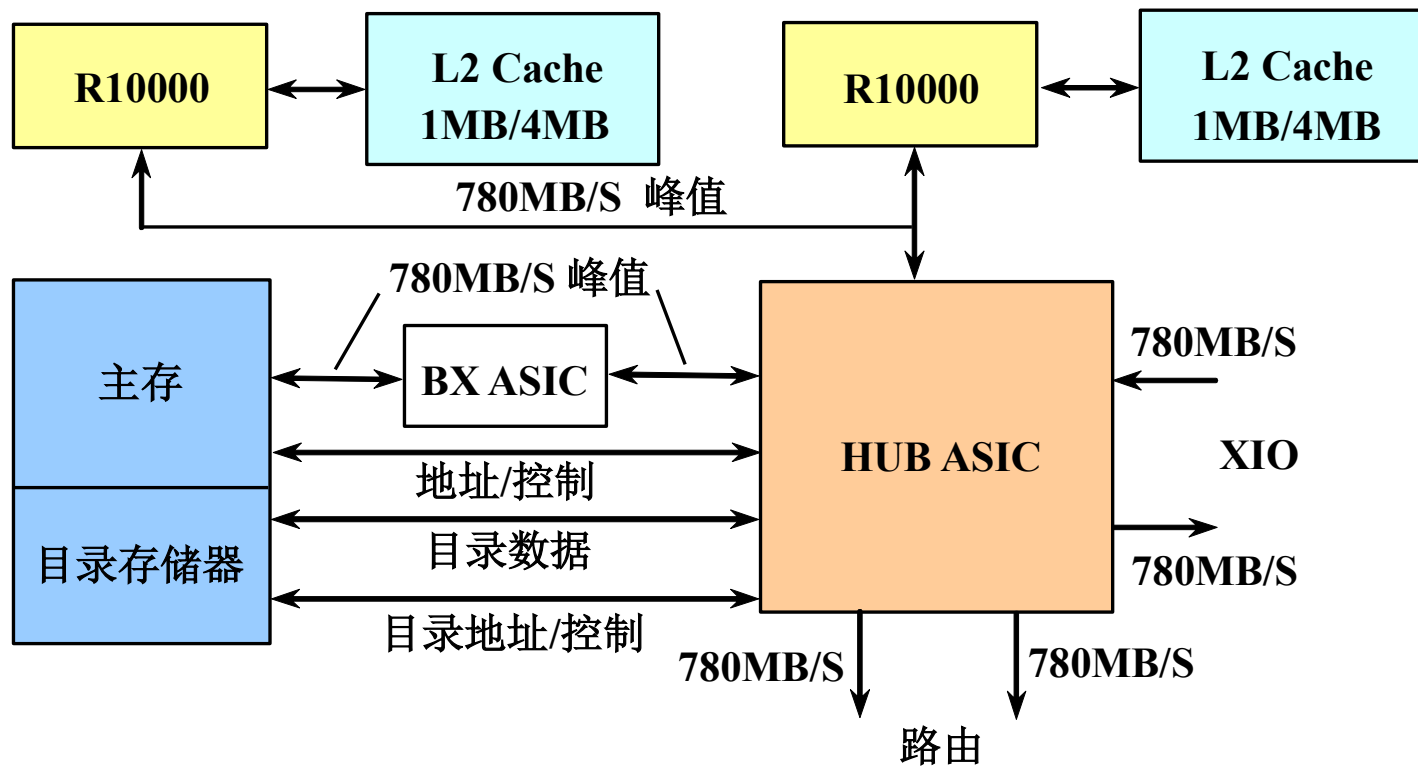 R10000
L2 Cache
1MB/4MB
R10000
L2 Cache
1MB/4MB
780MB/S 峰值
780MB/S 峰值
主存
BX ASIC
HUB ASIC
780MB/S
XIO
780MB/S
地址/控制
目录存储器
目录数据
目录地址/控制
780MB/S
780MB/S
路由